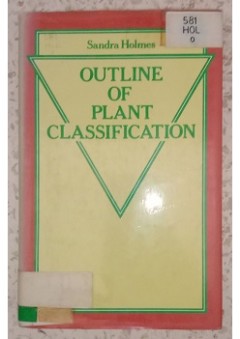 Sandra Holmes
581
HOL
o
OUTLINE
OF
PLANT
CLASSIFICATION